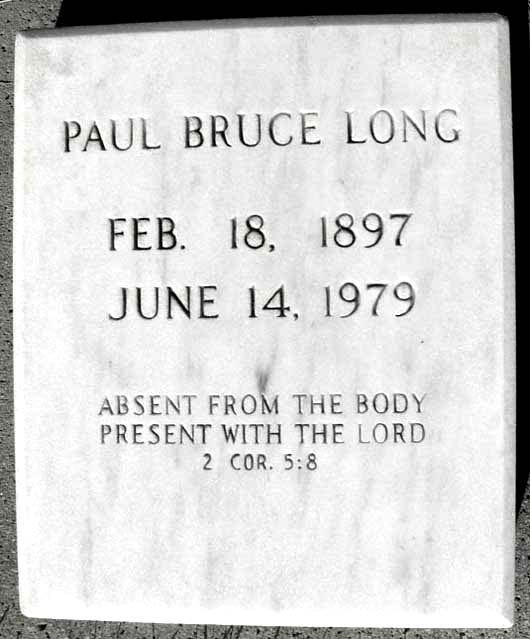 PAUL BRUCE LONG
FEB. 18, 1897
JUNE 14, 1979
ABSENT FROM THE BODY
PRESENT WITH THE LORD
2 COR. 5:8